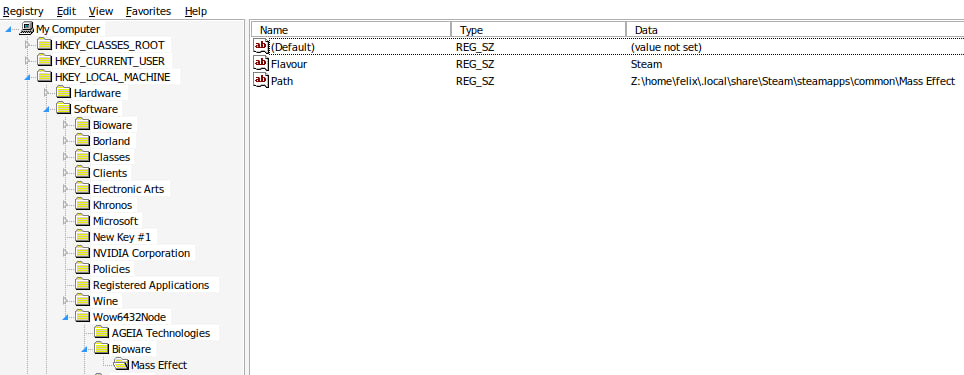 Registry Edit View Favorites Help
My Computer
HKEY_CLASSES_ROOT
HKEY_CURRENT_USER
HKEY_LOCAL_MACHINE
Hardware
Software
Bioware
Borland
Classes
Clients
Electronic Arts
Khronos
Microsoft
New Key #1
NVIDIA Corporation
Policies
Registered Applications
Wine
Wow6432Node
AGEIA Technologies
Bioware
Mass Effect
Name Type Data
ab (Default) REG_SZ (value not set)
ab Flavour REG_SZ Steam
ab Path REG_SZ Z:\home\felix\.local\share\Steam\steamapps\common\Mass Effect